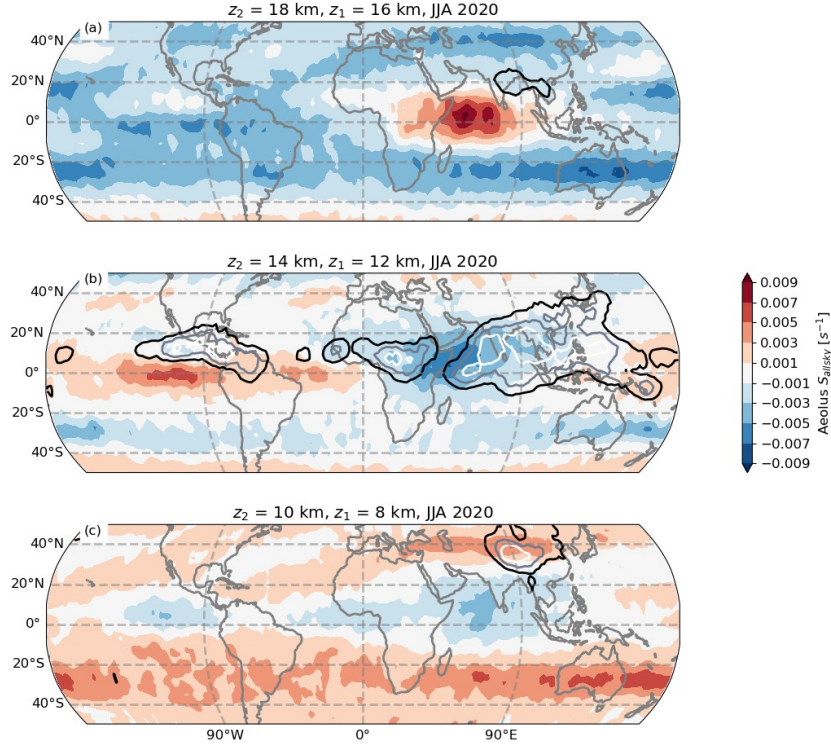 z₂ = 18 km, z₁ = 16 km, JJA 2020
(a)
40°N
20°N
0°
20°S
40°S
z₂ = 14 km, z₁ = 12 km, JJA 2020
(b)
40°N
20°N
0°
20°S
40°S
0.009
0.007
0.005
0.003
0.001
−0.001
−0.003
−0.005
−0.007
−0.009
Aeolus S_allsky [s⁻¹]
z₂ = 10 km, z₁ = 8 km, JJA 2020
(c)
40°N
20°N
0°
20°S
40°S
90°W 0° 90°E